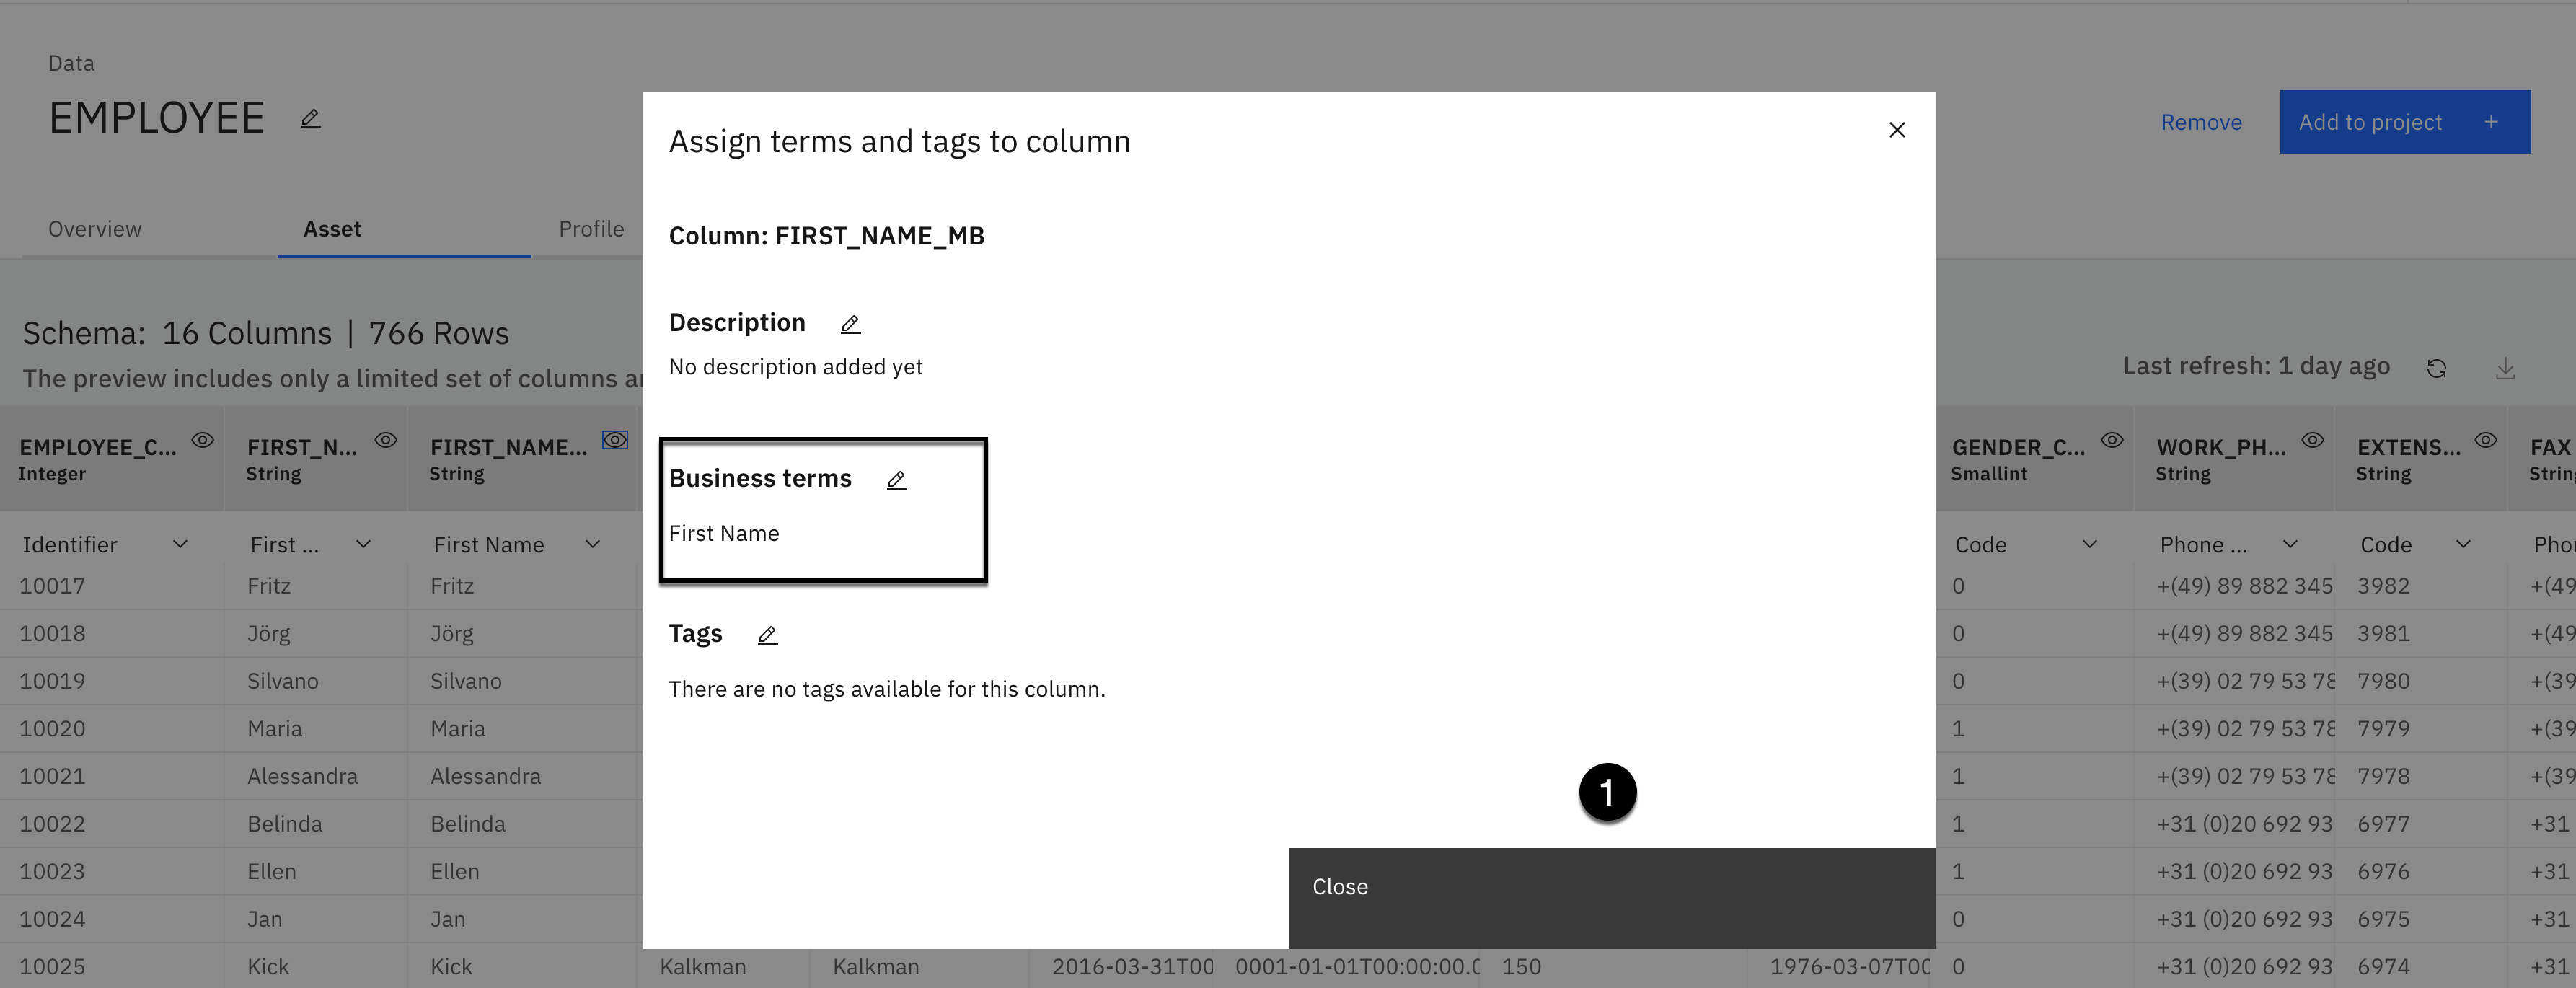 Data
EMPLOYEE
Remove
Add to project +
Overview Asset Profile
Assign terms and tags to column
Column: FIRST_NAME_MB
Description
No description added yet
Business terms
First Name
Tags
There are no tags available for this column.
1
Close
Schema: 16 Columns | 766 Rows
The preview includes only a limited set of columns
Last refresh: 1 day ago
EMPLOYEE_C... FIRST_N... FIRST_NAME... GENDER_C... WORK_PH... EXTENS... FAX
Integer String String Smallint String String
Identifier First ... First Name Code Phone ... Code
10017 Fritz Fritz 0 +(49) 89 882 345 3982 +(49
10018 Jörg Jörg 0 +(49) 89 882 345 3981 +(49
10019 Silvano Silvano 0 +(39) 02 79 53 78 7980 +(39
10020 Maria Maria 1 +(39) 02 79 53 78 7979 +(39
10021 Alessandra Alessandra 1 +(39) 02 79 53 78 7978 +(39
10022 Belinda Belinda 1 +31 (0)20 692 93 6977 +31
10023 Ellen Ellen 1 +31 (0)20 692 93 6976 +31
10024 Jan Jan 0 +31 (0)20 692 93 6975 +31
10025 Kick Kick Kalkman Kalkman 2016-03-31T00 0001-01-01T00:00:00.0 150 1976-03-07T00 0 +31 (0)20 692 93 6974 +31